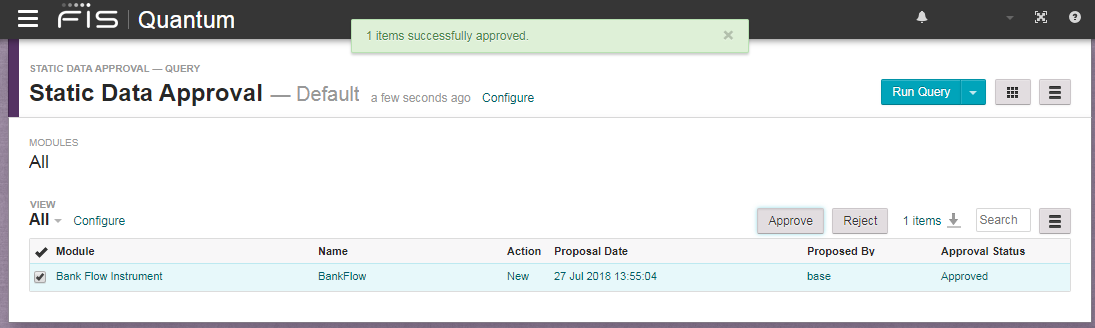 FIS Quantum
1 items successfully approved. ×
STATIC DATA APPROVAL — QUERY
Static Data Approval — Default a few seconds ago Configure
Run Query
MODULES
All
VIEW
All Configure
Approve Reject 1 items Search
Module Name Action Proposal Date Proposed By Approval Status
Bank Flow Instrument BankFlow New 27 Jul 2018 13:55:04 base Approved